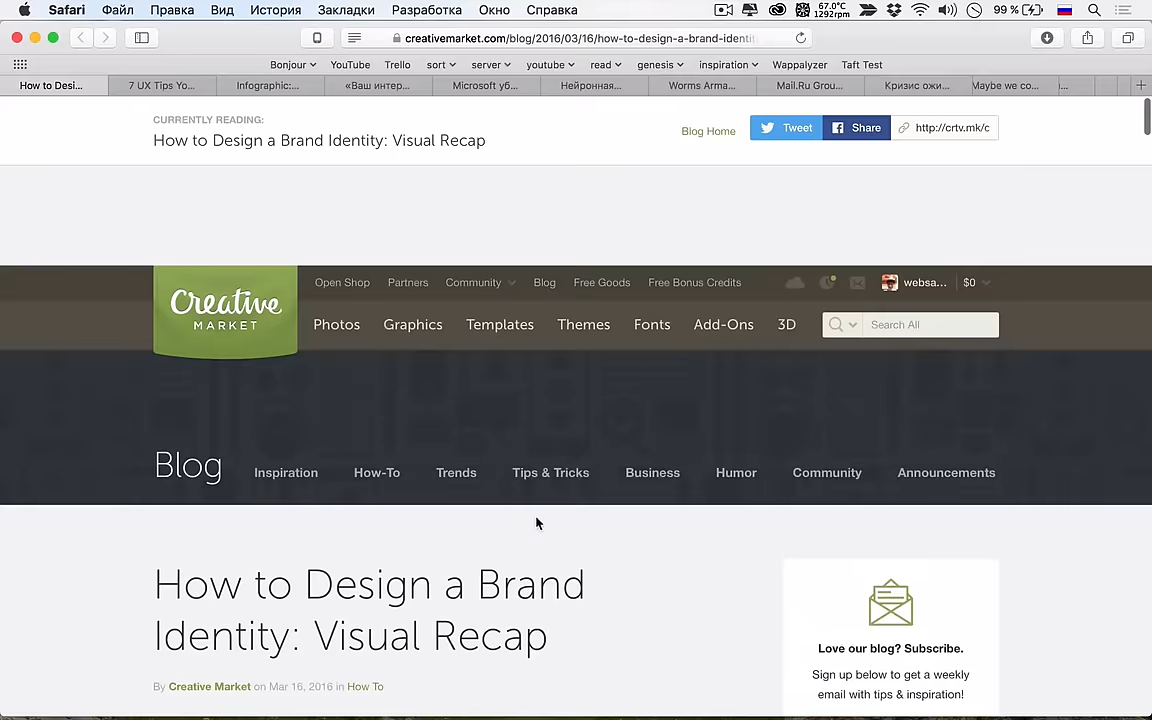 Safari Файл Правка Вид История Закладки Разработка Окно Справка 67.0°C 1292rpm 99 %
creativemarket.com/blog/2016/03/16/how-to-design-a-brand-identi
Bonjour YouTube Trello sort server youtube read genesis inspiration Wappalyzer Taft Test
How to Desi... 7 UX Tips Yo... Infographic:... «Ваш интер... Microsoft уб... Нейронная... Worms Arma... Mail.Ru Grou... Кризис ожи... Maybe we co...
CURRENTLY READING:
How to Design a Brand Identity: Visual Recap
Blog Home Tweet Share http://crtv.mk/c
Creative MARKET
Open Shop Partners Community Blog Free Goods Free Bonus Credits websa... $0
Photos Graphics Templates Themes Fonts Add-Ons 3D Search All
Blog Inspiration How-To Trends Tips & Tricks Business Humor Community Announcements
How to Design a Brand
Identity: Visual Recap
By Creative Market on Mar 16, 2016 in How To
Love our blog? Subscribe.
Sign up below to get a weekly
email with tips & inspiration!